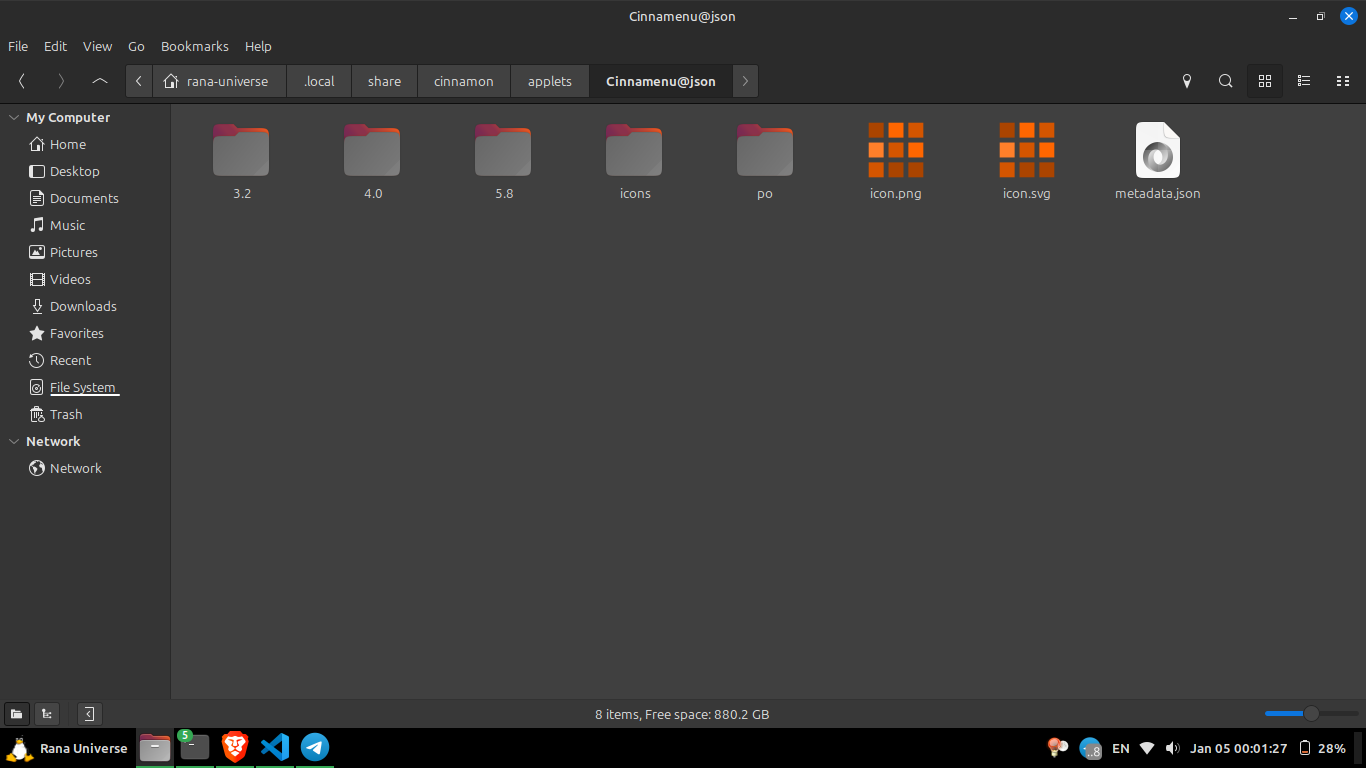 Cinnamenu@json
File Edit View Go Bookmarks Help
rana-universe .local share cinnamon applets Cinnamenu@json
My Computer
Home
Desktop
Documents
Music
Pictures
Videos
Downloads
Favorites
Recent
File System
Trash
Network
Network
3.2 4.0 5.8 icons po icon.png icon.svg metadata.json
8 items, Free space: 880.2 GB
Rana Universe 5 ..8 EN Jan 05 00:01:27 28%